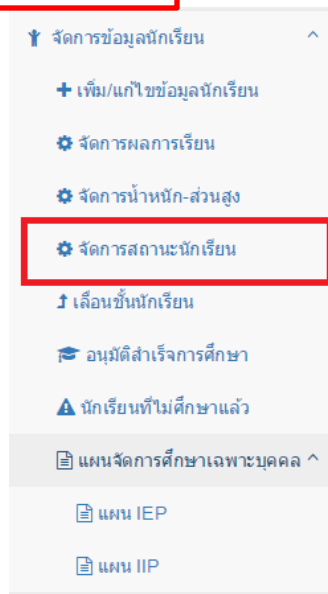 จัดการข้อมูลนักเรียน
เพิ่ม/แก้ไขข้อมูลนักเรียน
จัดการผลการเรียน
จัดการน้ำหนัก-ส่วนสูง
จัดการสถานะนักเรียน
เลื่อนชั้นนักเรียน
อนุมัติสำเร็จการศึกษา
นักเรียนที่ไม่ศึกษาแล้ว
แผนจัดการศึกษาเฉพาะบุคคล
แผน IEP
แผน IIP